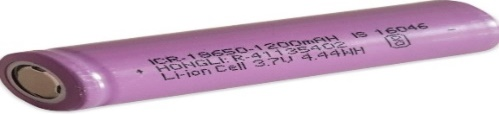 ICR-18650-1200mAH IS 16046
+ HONGLI R-41135402
Li-ion Cell 3.7V 4.44WH